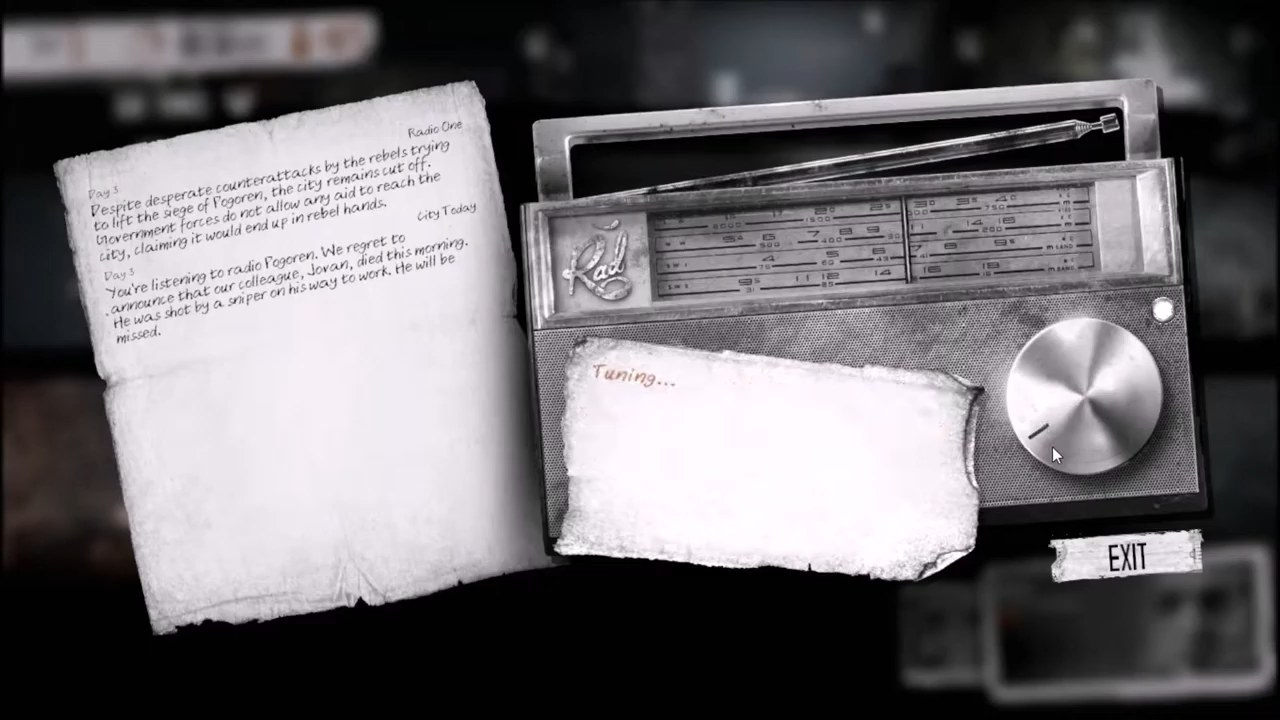 Radio One
Day 3
Despite desperate counterattacks by the rebels trying
to lift the siege of Pogoren, the city remains cut off.
Government forces do not allow any aid to reach the
city, claiming it would end up in rebel hands.
City Today
Day 3
You're listening to radio Pogoren. We regret to
announce that our colleague, Jovan, died this morning.
He was shot by a sniper on his way to work. He will be
missed.
Rad
Tuning...
EXIT